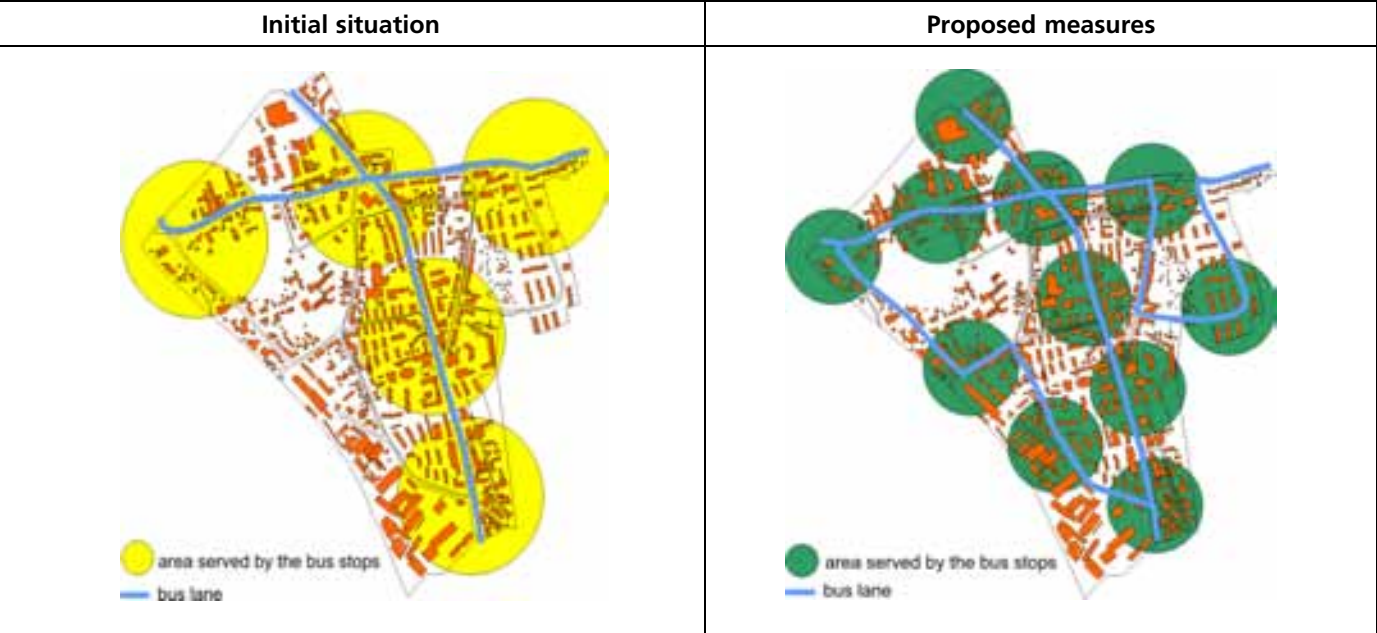 Initial situation
Proposed measures
area served by the bus stops
bus lane
area served by the bus stops
bus lane